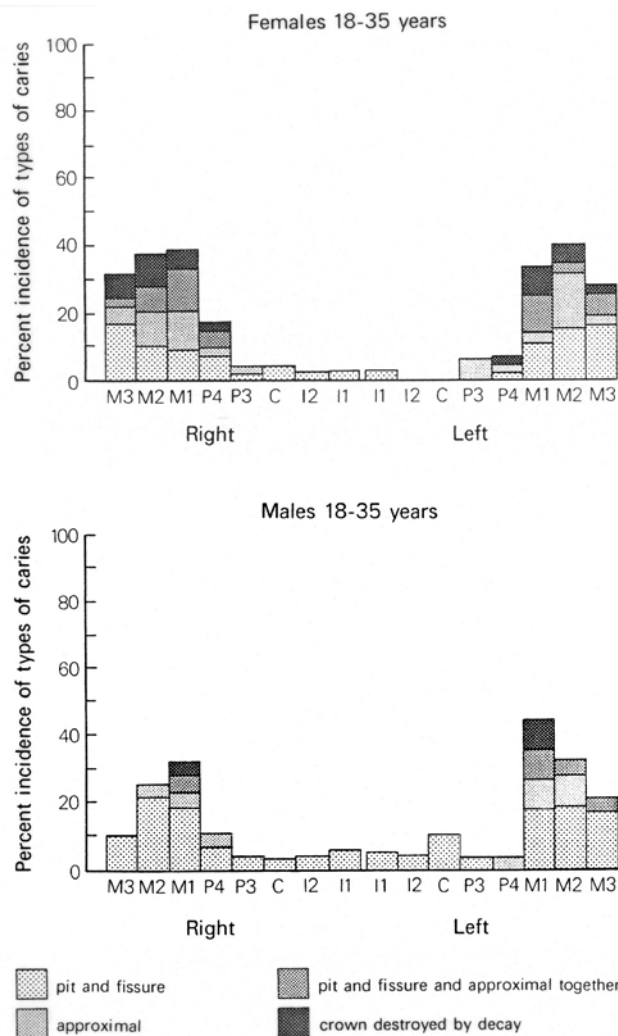 Females 18-35 years
Percent incidence of types of caries
100
80
60
40
20
0
M3 M2 M1 P4 P3 C I2 I1 I1 I2 C P3 P4 M1 M2 M3
Right Left
Males 18-35 years
Percent incidence of types of caries
100
80
60
40
20
0
M3 M2 M1 P4 P3 C I2 I1 I1 I2 C P3 P4 M1 M2 M3
Right Left
pit and fissure pit and fissure and approximal together
approximal crown destroyed by decay